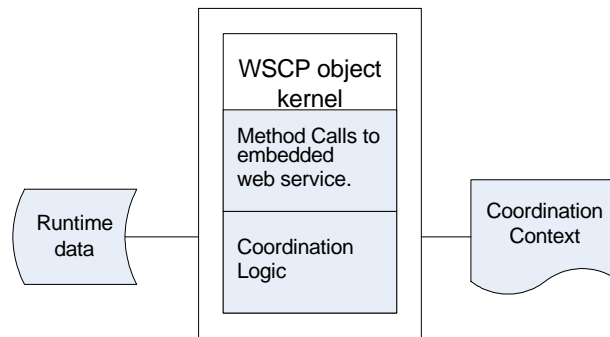 WSCP object
kernel
Method Calls to
embedded
web service.
Runtime
data
Coordination
Logic
Coordination
Context